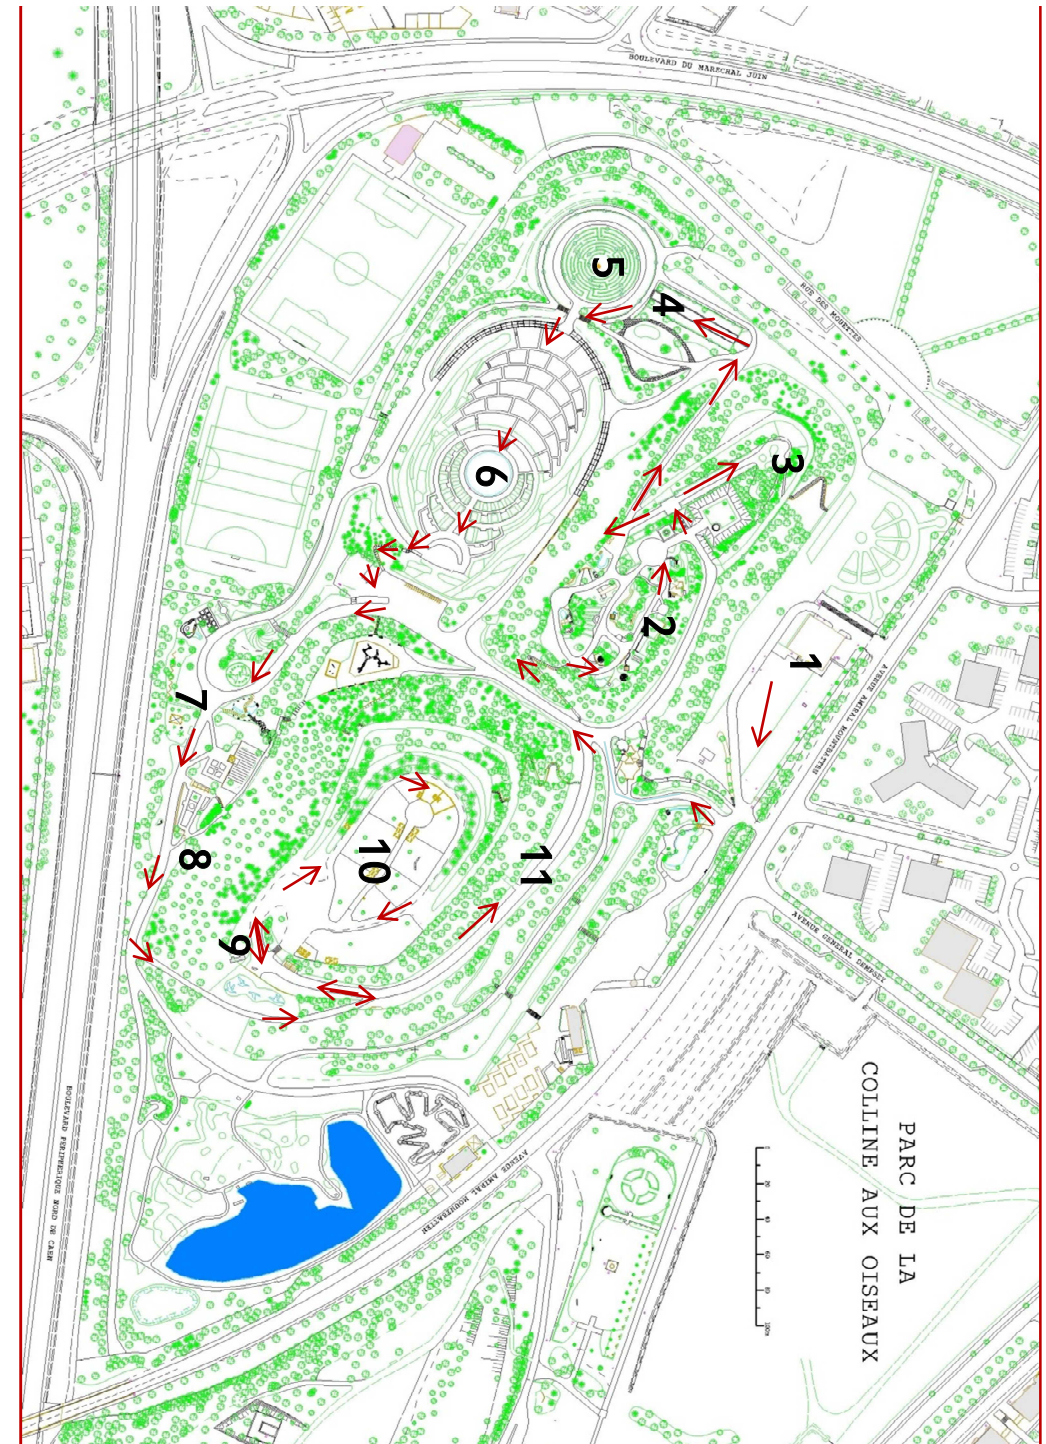 PARC DE LA
COLLINE AUX OISEAUX
BOULEVARD DU MARECHAL JUIN
RUE DES MOUETTES
AVENUE AMIRAL MOUNTBATTEN
AVENUE GENERAL DEMPSEY
AVENUE AMIRAL MOUNTBATTEN
BOULEVARD PERIPHERIQUE NORD DE CAEN
1
2
3
4
5
6
7
8
9
10
11